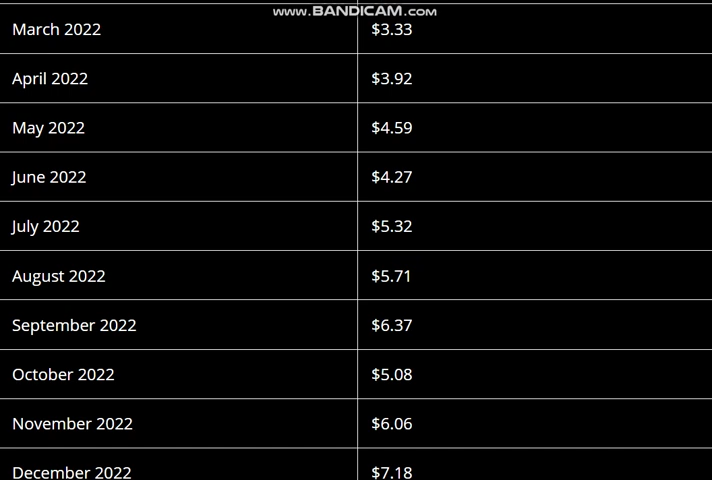 www.BANDICAM.com
March 2022 $3.33
April 2022 $3.92
May 2022 $4.59
June 2022 $4.27
July 2022 $5.32
August 2022 $5.71
September 2022 $6.37
October 2022 $5.08
November 2022 $6.06
December 2022 $7.18